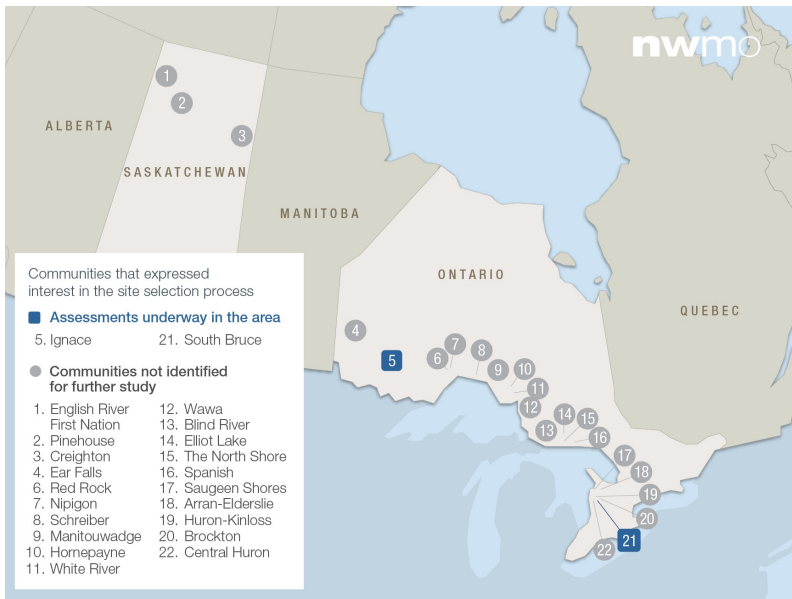 nwmo
1
2
3
ALBERTA
SASKATCHEWAN
MANITOBA
ONTARIO
QUEBEC
4
5
6
7
8
9
10
11
12
13
14
15
16
17
18
19
20
21
22
Communities that expressed
interest in the site selection process
Assessments underway in the area
5. Ignace
21. South Bruce
Communities not identified
for further study
1. English River
First Nation
2. Pinehouse
3. Creighton
4. Ear Falls
6. Red Rock
7. Nipigon
8. Schreiber
9. Manitouwadge
10. Hornepayne
11. White River
12. Wawa
13. Blind River
14. Elliot Lake
15. The North Shore
16. Spanish
17. Saugeen Shores
18. Arran-Elderslie
19. Huron-Kinloss
20. Brockton
22. Central Huron